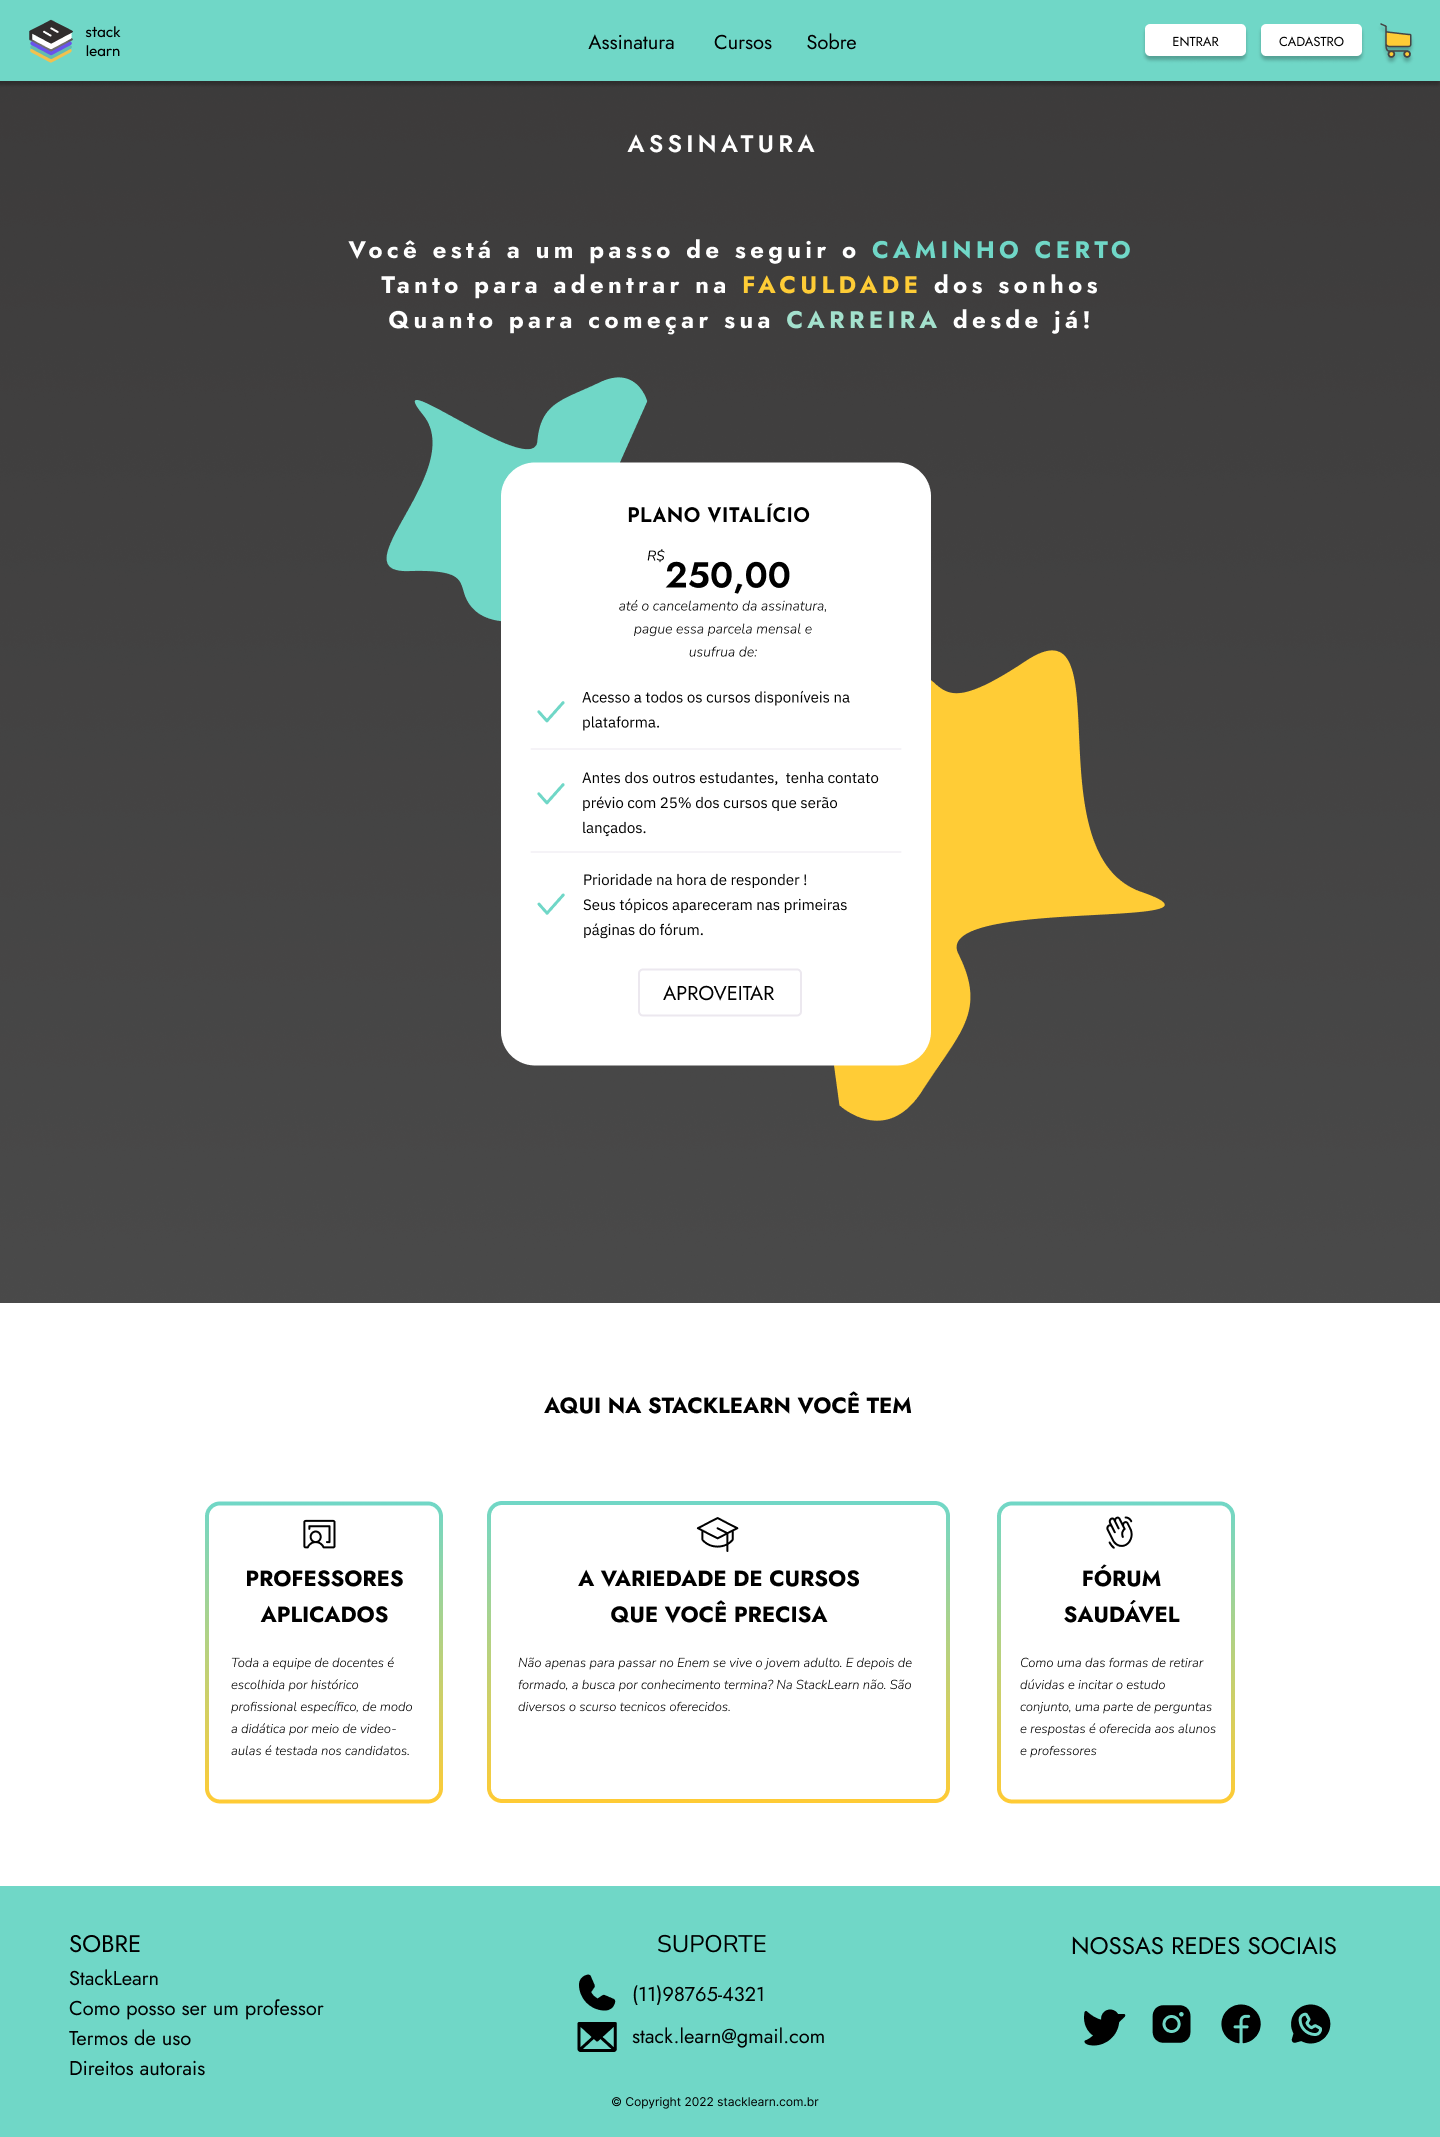 stack
learn
Assinatura Cursos Sobre
ENTRAR CADASTRO
ASSINATURA
Você está a um passo de seguir o CAMINHO CERTO
Tanto para adentrar na FACULDADE dos sonhos
Quanto para começar sua CARREIRA desde já!
PLANO VITALÍCIO
R$250,00
até o cancelamento da assinatura,
pague essa parcela mensal e
usufrua de:
Acesso a todos os cursos disponíveis na
plataforma.
Antes dos outros estudantes,  tenha contato
prévio com 25% dos cursos que serão
lançados.
Prioridade na hora de responder !
Seus tópicos apareceram nas primeiras
páginas do fórum.
APROVEITAR
AQUI NA STACKLEARN VOCÊ TEM
PROFESSORES
APLICADOS
Toda a equipe de docentes é
escolhida por histórico
profissional específico, de modo
a didática por meio de video-
aulas é testada nos candidatos.
A VARIEDADE DE CURSOS
QUE VOCÊ PRECISA
Não apenas para passar no Enem se vive o jovem adulto. E depois de
formado, a busca por conhecimento termina? Na StackLearn não. São
diversos o scurso tecnicos oferecidos.
FÓRUM
SAUDÁVEL
Como uma das formas de retirar
dúvidas e incitar o estudo
conjunto, uma parte de perguntas
e respostas é oferecida aos alunos
e professores
SOBRE
StackLearn
Como posso ser um professor
Termos de uso
Direitos autorais
SUPORTE
(11)98765-4321
stack.learn@gmail.com
NOSSAS REDES SOCIAIS
© Copyright 2022 stacklearn.com.br